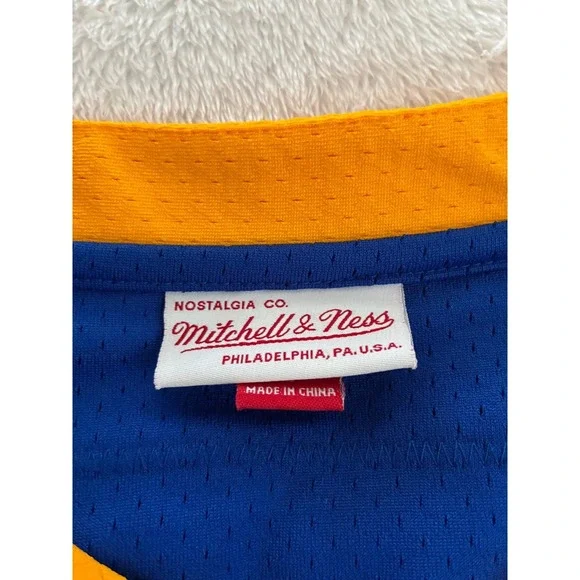 NOSTALGIA CO.
Mitchell & Ness
PHILADELPHIA, PA. U.S.A.
MADE IN CHINA